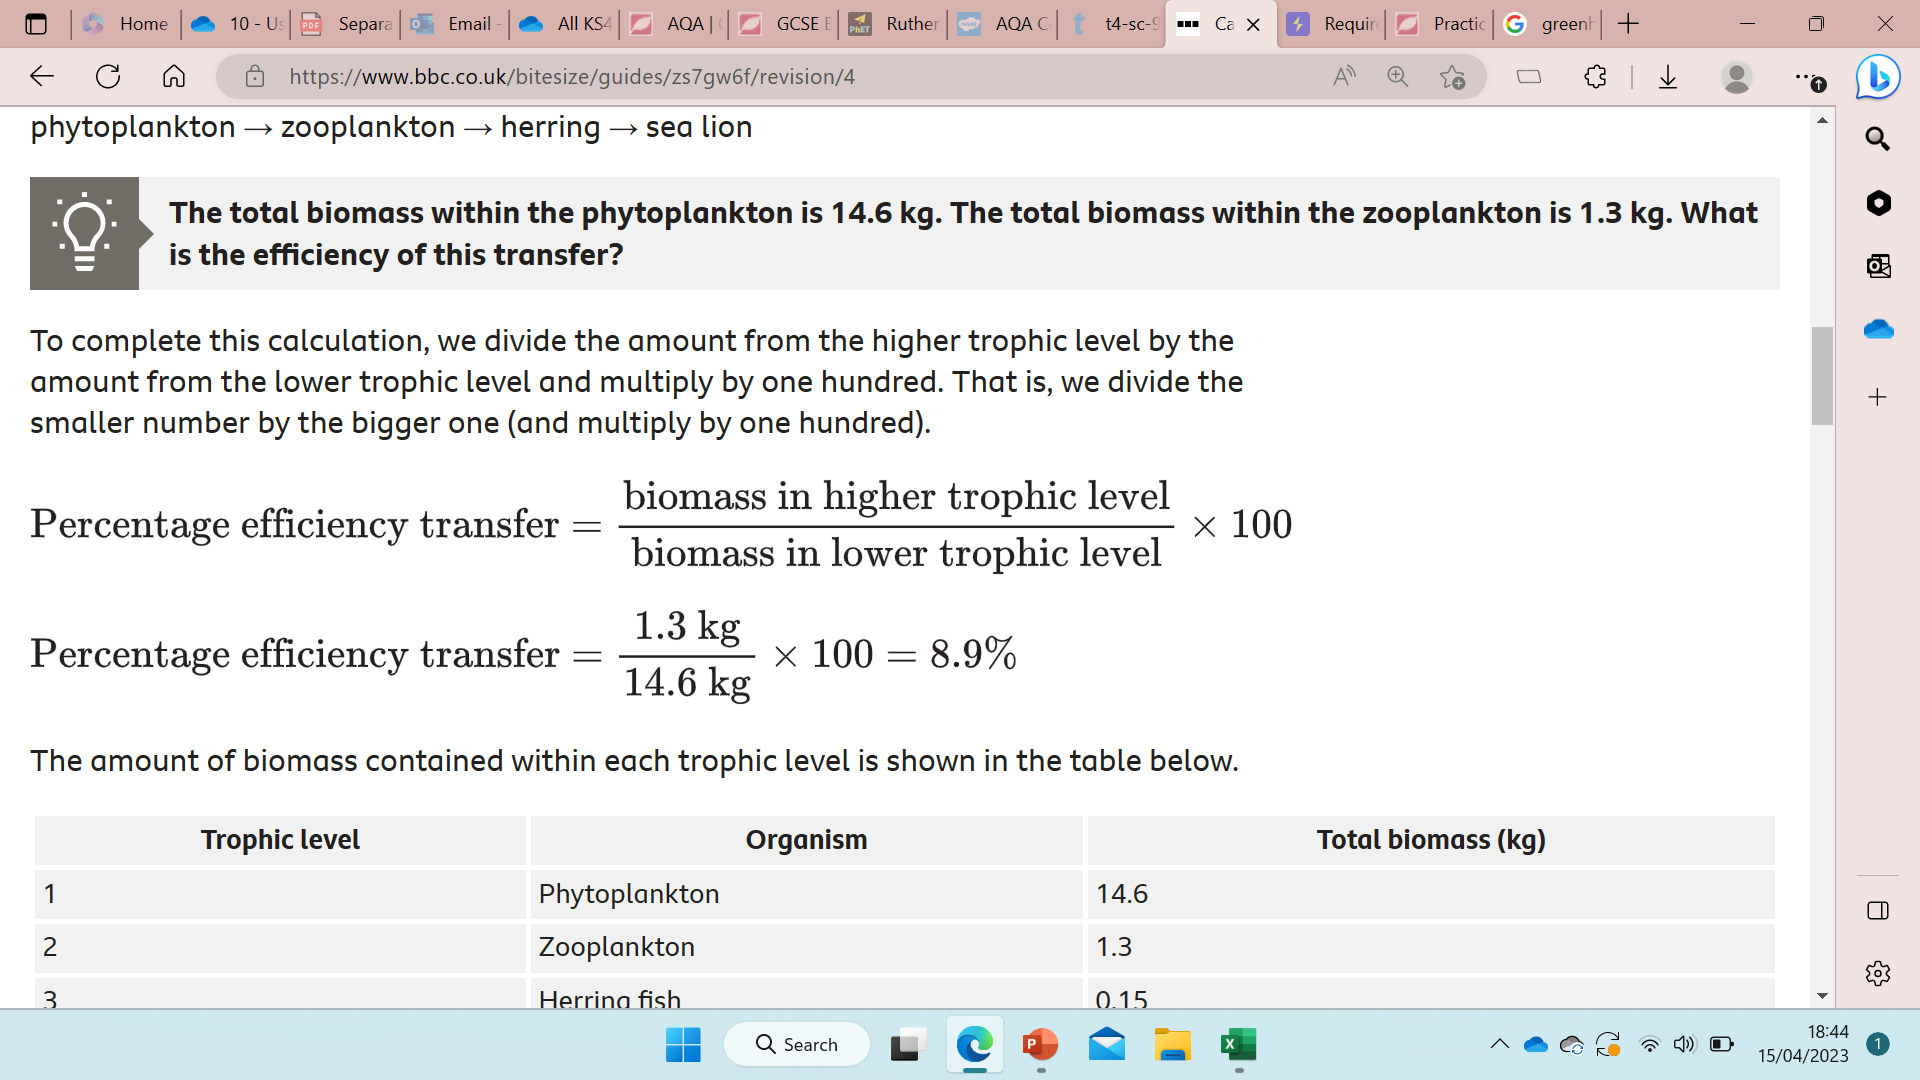 Home
10 - Us
Separa
Email -
All KS4
AQA |
GCSE B
Ruther
AQA C
t4-sc-9
Ca
Requir
Practic
greenh
https://www.bbc.co.uk/bitesize/guides/zs7gw6f/revision/4
phytoplankton → zooplankton → herring → sea lion
The total biomass within the phytoplankton is 14.6 kg. The total biomass within the zooplankton is 1.3 kg. What
is the efficiency of this transfer?
To complete this calculation, we divide the amount from the higher trophic level by the
amount from the lower trophic level and multiply by one hundred. That is, we divide the
smaller number by the bigger one (and multiply by one hundred).
Percentage efficiency transfer = biomass in higher trophic level / biomass in lower trophic level × 100
Percentage efficiency transfer = 1.3 kg / 14.6 kg × 100 = 8.9%
The amount of biomass contained within each trophic level is shown in the table below.
Trophic level Organism Total biomass (kg)
1 Phytoplankton 14.6
2 Zooplankton 1.3
3 Herring fish 0.15
Search
18:44
15/04/2023
1